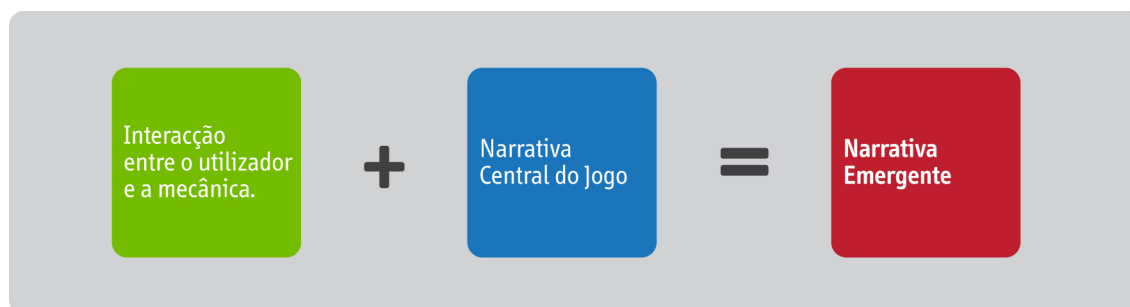 Interacção
entre o utilizador
e a mecânica.
+
Narrativa
Central do Jogo
=
Narrativa
Emergente